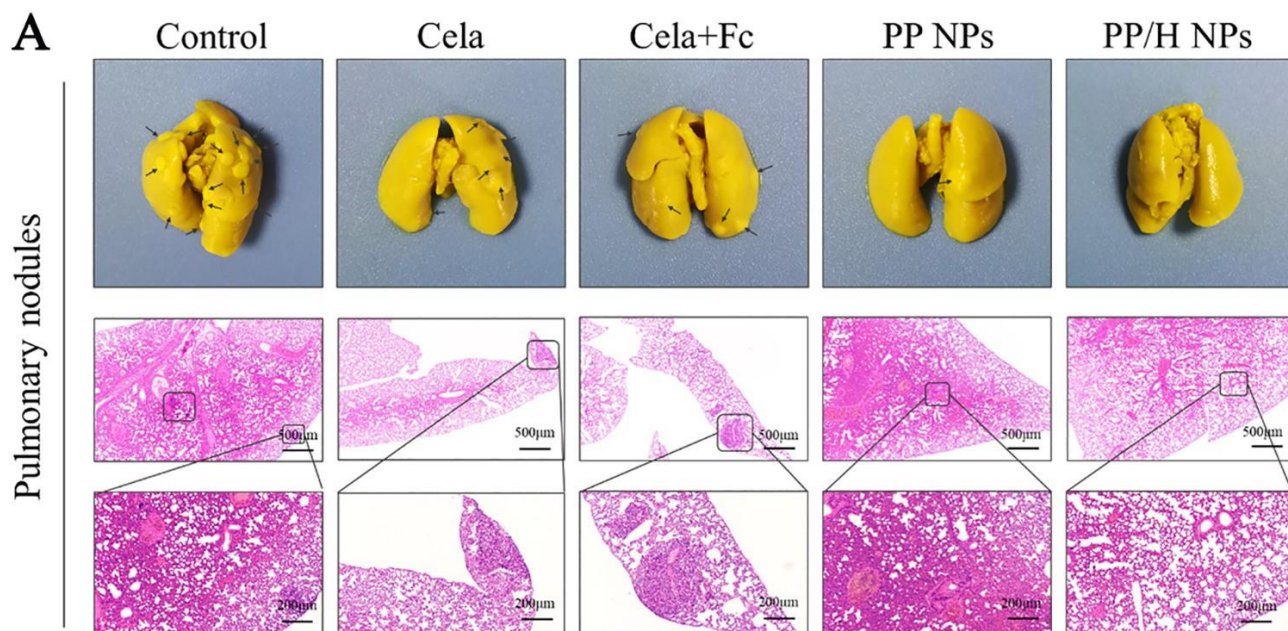 A
Control Cela Cela+Fc PP NPs PP/H NPs
Pulmonary nodules
500μm 500μm 500μm 500μm 500μm
200μm 200μm 200μm 200μm 200μm